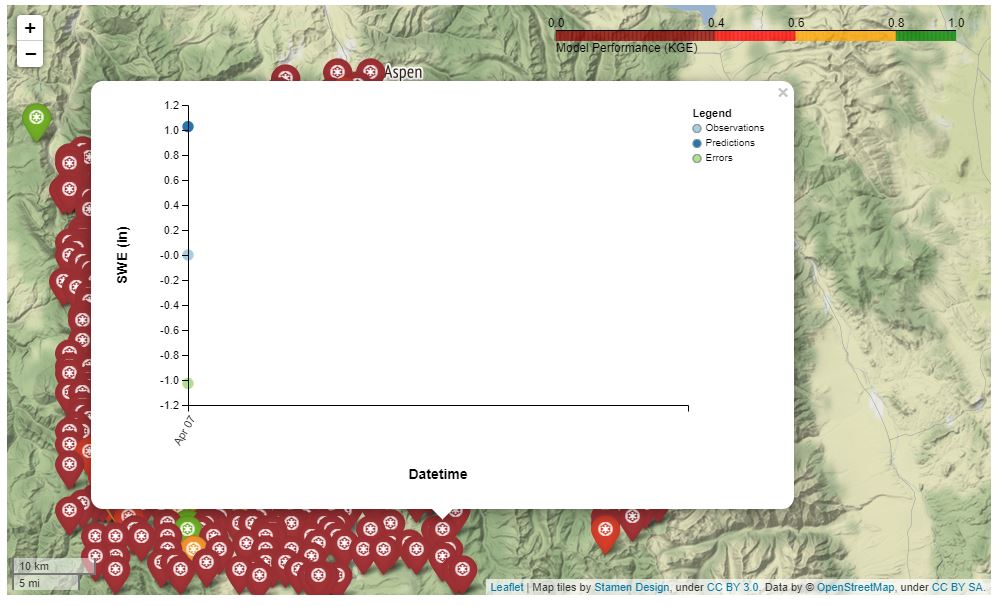 +
−
0.0 0.4 0.6 0.8 1.0
Model Performance (KGE)
Aspen
×
1.2
1.0
0.8
0.6
0.4
0.2
-0.0
-0.2
-0.4
-0.6
-0.8
-1.0
-1.2
SWE (in)
Apr 07
Datetime
Legend
Observations
Predictions
Errors
10 km
5 mi
Leaflet | Map tiles by Stamen Design, under CC BY 3.0. Data by © OpenStreetMap, under CC BY SA.